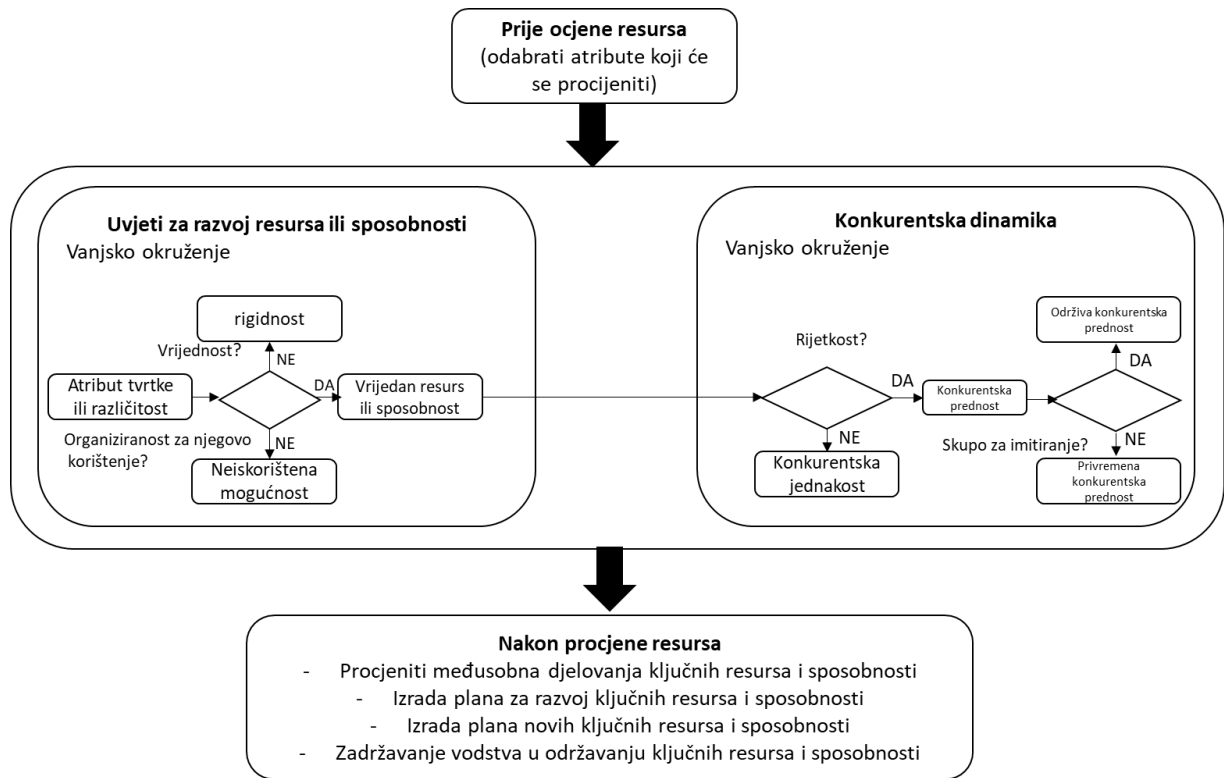 Prije ocjene resursa
(odabrati atribute koji će
se procijeniti)
Uvjeti za razvoj resursa ili sposobnosti
Vanjsko okruženje
rigidnost
Vrijednost?
NE
Atribut tvrtke
ili različitost
DA
Vrijedan resurs
ili sposobnost
Organiziranost za njegovo
korištenje?
NE
Neiskorištena
mogućnost
Konkurentska dinamika
Vanjsko okruženje
Održiva konkurentska
prednost
Rijetkost?
DA
DA
Konkurentska
prednost
NE
Skupo za imitiranje?
NE
Konkurentska
jednakost
Privremena
konkurentska
prednost
Nakon procjene resursa
- Procjeniti međusobna djelovanja ključnih resursa i sposobnosti
- Izrada plana za razvoj ključnih resursa i sposobnosti
- Izrada plana novih ključnih resursa i sposobnosti
- Zadržavanje vodstva u održavanju ključnih resursa i sposobnosti